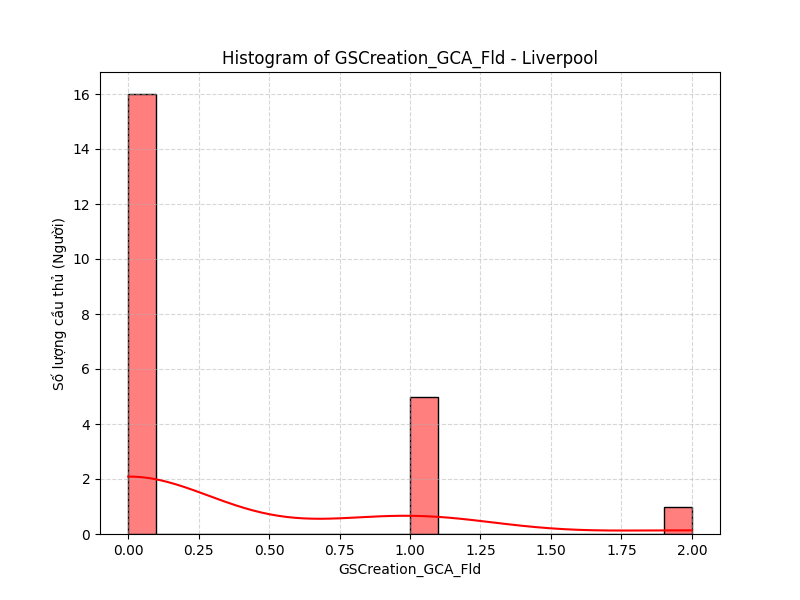 Histogram of GSCreation_GCA_Fld - Liverpool
Số lượng cầu thủ (Người)
16
14
12
10
8
6
4
2
0
0.00 0.25 0.50 0.75 1.00 1.25 1.50 1.75 2.00
GSCreation_GCA_Fld